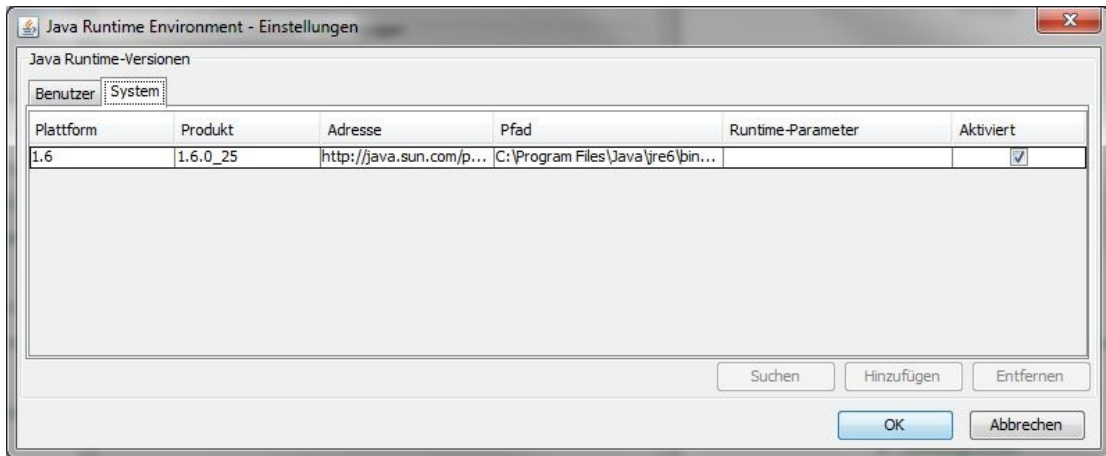 Java Runtime Environment - Einstellungen
Java Runtime-Versionen
Benutzer System
Plattform Produkt Adresse Pfad Runtime-Parameter Aktiviert
1.6 1.6.0_25 http://java.sun.com/p... C:\Program Files\Java\jre6\bin...
Suchen Hinzufügen Entfernen
OK Abbrechen